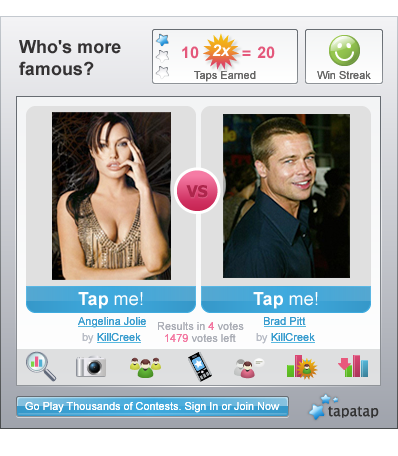 Who's more
famous?
10 2x = 20
Taps Earned
Win Streak
VS
Tap me!
Tap me!
Angelina Jolie
by KillCreek
Results in 4 votes
1479 votes left
Brad Pitt
by KillCreek
Go Play Thousands of Contests. Sign In or Join Now
tapatap